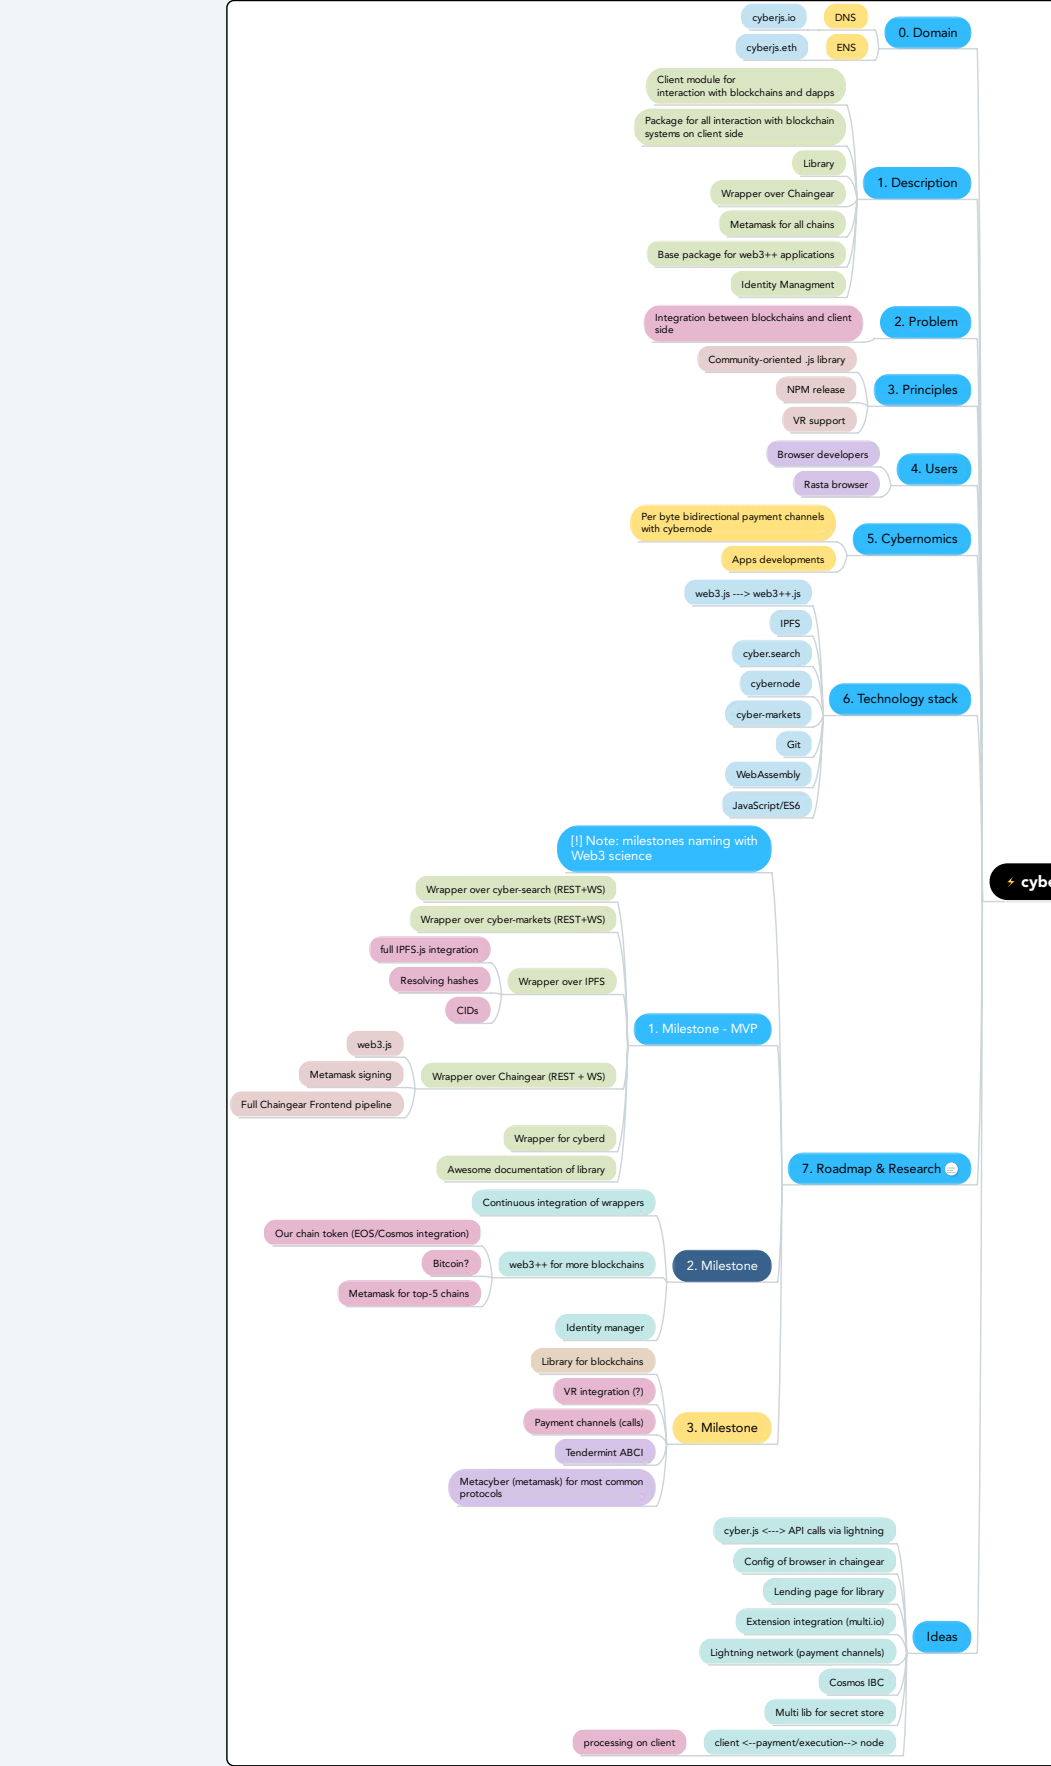 cyberjs.io
DNS
0. Domain
cyberjs.eth
ENS
Client module for
interaction with blockchains and dapps
Package for all interaction with blockchain
systems on client side
Library
1. Description
Wrapper over Chaingear
Metamask for all chains
Base package for web3++ applications
Identity Managment
Integration between blockchains and client
side
2. Problem
Community-oriented .js library
NPM release
3. Principles
VR support
Browser developers
4. Users
Rasta browser
Per byte bidirectional payment channels
with cybernode
5. Cybernomics
Apps developments
web3.js ---> web3++.js
IPFS
cyber.search
cybernode
6. Technology stack
cyber-markets
Git
WebAssembly
JavaScript/ES6
[!] Note: milestones naming with
Web3 science
⚡ cybe
Wrapper over cyber-search (REST+WS)
Wrapper over cyber-markets (REST+WS)
full IPFS.js integration
Resolving hashes
Wrapper over IPFS
CIDs
1. Milestone - MVP
web3.js
Metamask signing
Wrapper over Chaingear (REST + WS)
Full Chaingear Frontend pipeline
Wrapper for cyberd
Awesome documentation of library
7. Roadmap & Research
Continuous integration of wrappers
Our chain token (EOS/Cosmos integration)
Bitcoin?
web3++ for more blockchains
2. Milestone
Metamask for top-5 chains
Identity manager
Library for blockchains
VR integration (?)
Payment channels (calls)
3. Milestone
Tendermint ABCI
Metacyber (metamask) for most common
protocols
cyber.js <---> API calls via lightning
Config of browser in chaingear
Lending page for library
Extension integration (multi.io)
Ideas
Lightning network (payment channels)
Cosmos IBC
Multi lib for secret store
processing on client
client <--payment/execution--> node